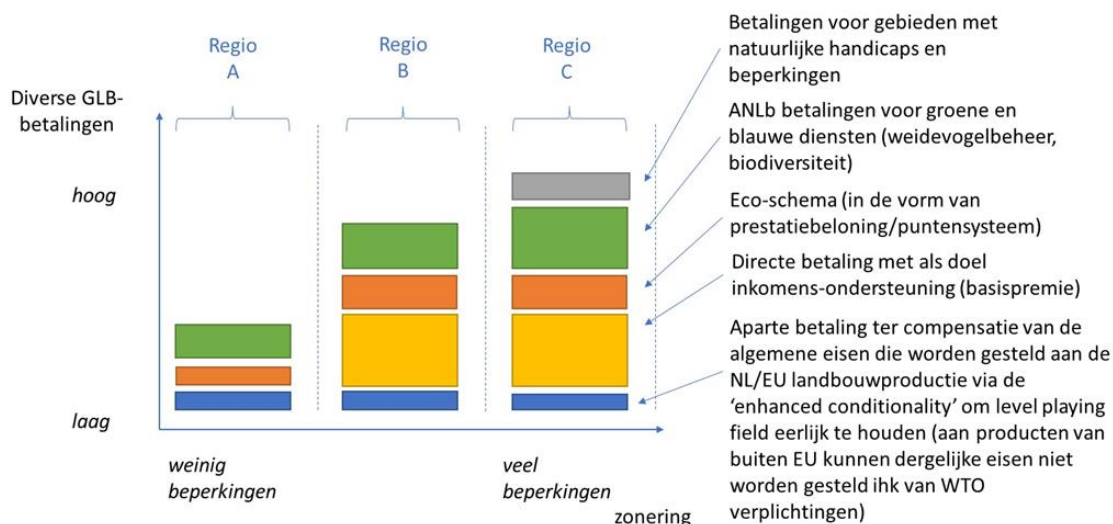 Regio
A
Regio
B
Regio
C
Diverse GLB-
betalingen
hoog
laag
weinig
beperkingen
veel
beperkingen
zonering
Betalingen voor gebieden met
natuurlijke handicaps en
beperkingen
ANLb betalingen voor groene en
blauwe diensten (weidevogelbeheer,
biodiversiteit)
Eco-schema (in de vorm van
prestatiebeloning/puntensysteem)
Directe betaling met als doel
inkomens-ondersteuning (basispremie)
Aparte betaling ter compensatie van de
algemene eisen die worden gesteld aan de
NL/EU landbouwproductie via de
‘enhanced conditionality’ om level playing
field eerlijk te houden (aan producten van
buiten EU kunnen dergelijke eisen niet
worden gesteld ihk van WTO
verplichtingen)